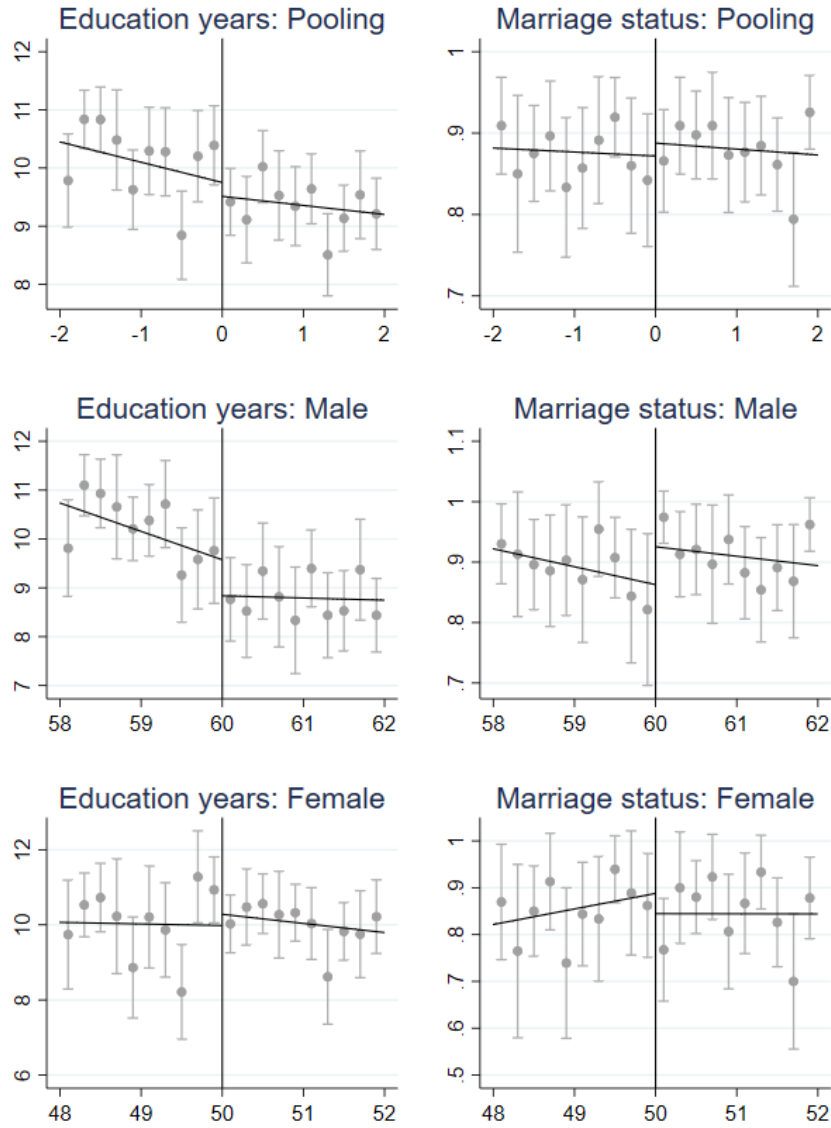 Education years: Pooling
12
11
10
9
8
-2 -1 0 1 2
Marriage status: Pooling
1
.9
.8
.7
-2 -1 0 1 2
Education years: Male
12
11
10
9
8
7
58 59 60 61 62
Marriage status: Male
1.1
1
.9
.8
.7
58 59 60 61 62
Education years: Female
12
10
8
6
48 49 50 51 52
Marriage status: Female
1
.9
.8
.7
.6
.5
48 49 50 51 52